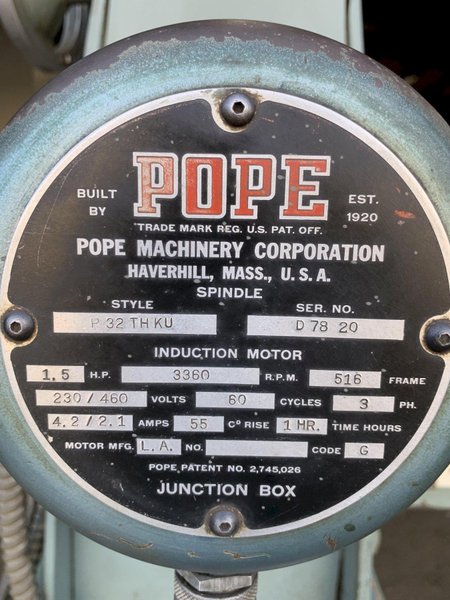 BUILT BY POPE EST. 1920
TRADE MARK REG. U.S. PAT. OFF.
POPE MACHINERY CORPORATION
HAVERHILL, MASS., U.S.A.
SPINDLE
STYLE SER. NO.
P 32 TH KU D 78 20
INDUCTION MOTOR
1.5 H.P. 3360 R.P.M. 516 FRAME
230/460 VOLTS 60 CYCLES 3 PH.
4.2/2.1 AMPS 55 C° RISE 1 HR. TIME HOURS
MOTOR MFG. L.A. NO. CODE G
POPE PATENT NO. 2,745,026
JUNCTION BOX